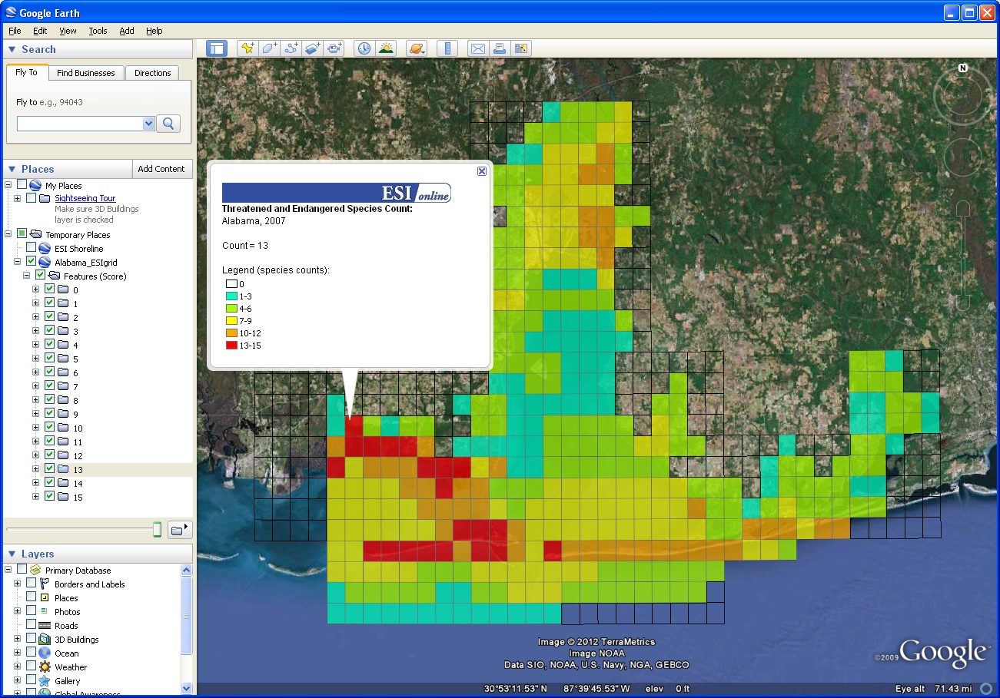 Google Earth
File Edit View Tools Add Help
Search
Fly To Find Businesses Directions
Fly to e.g., 94043
Places Add Content
My Places
Sightseeing Tour
Make sure 3D Buildings
layer is checked
Temporary Places
ESI Shoreline
Alabama_ESIgrid
Features (Score)
0
1
2
3
4
5
6
7
8
9
10
11
12
13
14
15
Layers
Primary Database
Borders and Labels
Places
Photos
Roads
3D Buildings
Ocean
Weather
Gallery
Global Awareness
N
ESI online
Threatened and Endangered Species Count:
Alabama, 2007
Count = 13
Legend (species counts):
0
1-3
4-6
7-9
10-12
13-15
Image © 2012 TerraMetrics
Image NOAA
Data SIO, NOAA, U.S. Navy, NGA, GEBCO
©2009 Google
30°53'11.53" N 87°39'45.53" W elev 0 ft Eye alt 71.43 mi